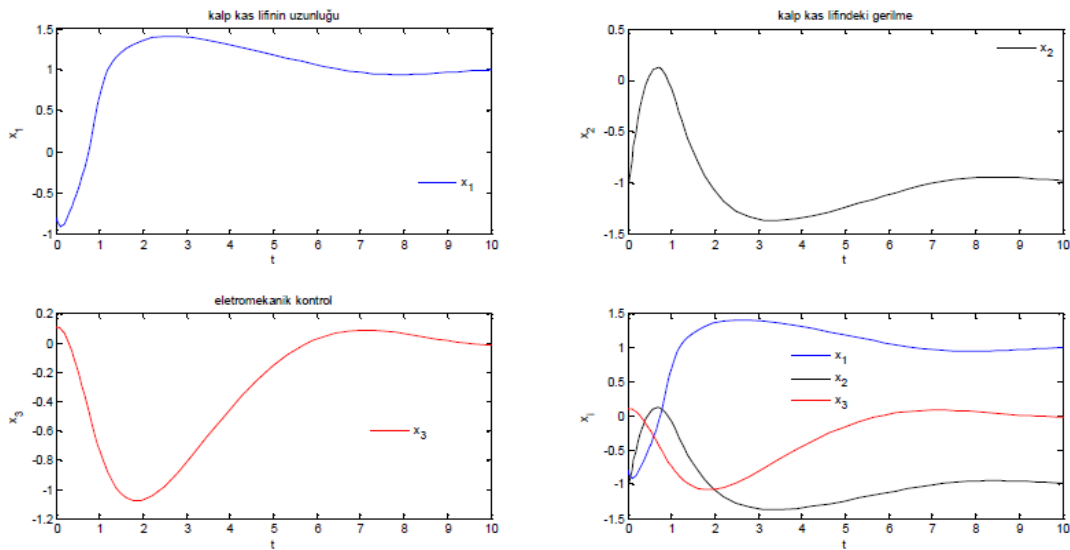 kalp kas lifinin uzunluğu
1.5
1
0.5
0
-0.5
-1
x1
x1
0 1 2 3 4 5 6 7 8 9 10
t
kalp kas lifindeki gerilme
0.5
0
-0.5
-1
-1.5
x2
x2
0 1 2 3 4 5 6 7 8 9 10
t
eletromekanik kontrol
0.2
0
-0.2
-0.4
-0.6
-0.8
-1
-1.2
x3
x3
0 1 2 3 4 5 6 7 8 9 10
t
1.5
1
0.5
0
-0.5
-1
-1.5
xi
x1
x2
x3
0 1 2 3 4 5 6 7 8 9 10
t